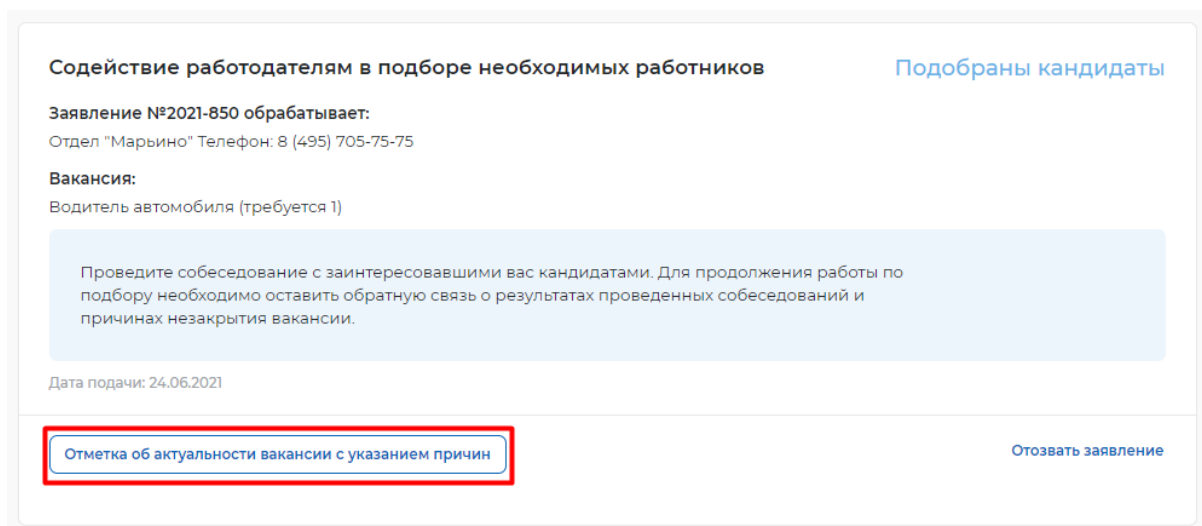 Содействие работодателям в подборе необходимых работников
Подобраны кандидаты
Заявление №2021-850 обрабатывает:
Отдел "Марьино" Телефон: 8 (495) 705-75-75
Вакансия:
Водитель автомобиля (требуется 1)
Проведите собеседование с заинтересовавшими вас кандидатами. Для продолжения работы по
подбору необходимо оставить обратную связь о результатах проведенных собеседований и
причинах незакрытия вакансии.
Дата подачи: 24.06.2021
Отметка об актуальности вакансии с указанием причин
Отозвать заявление